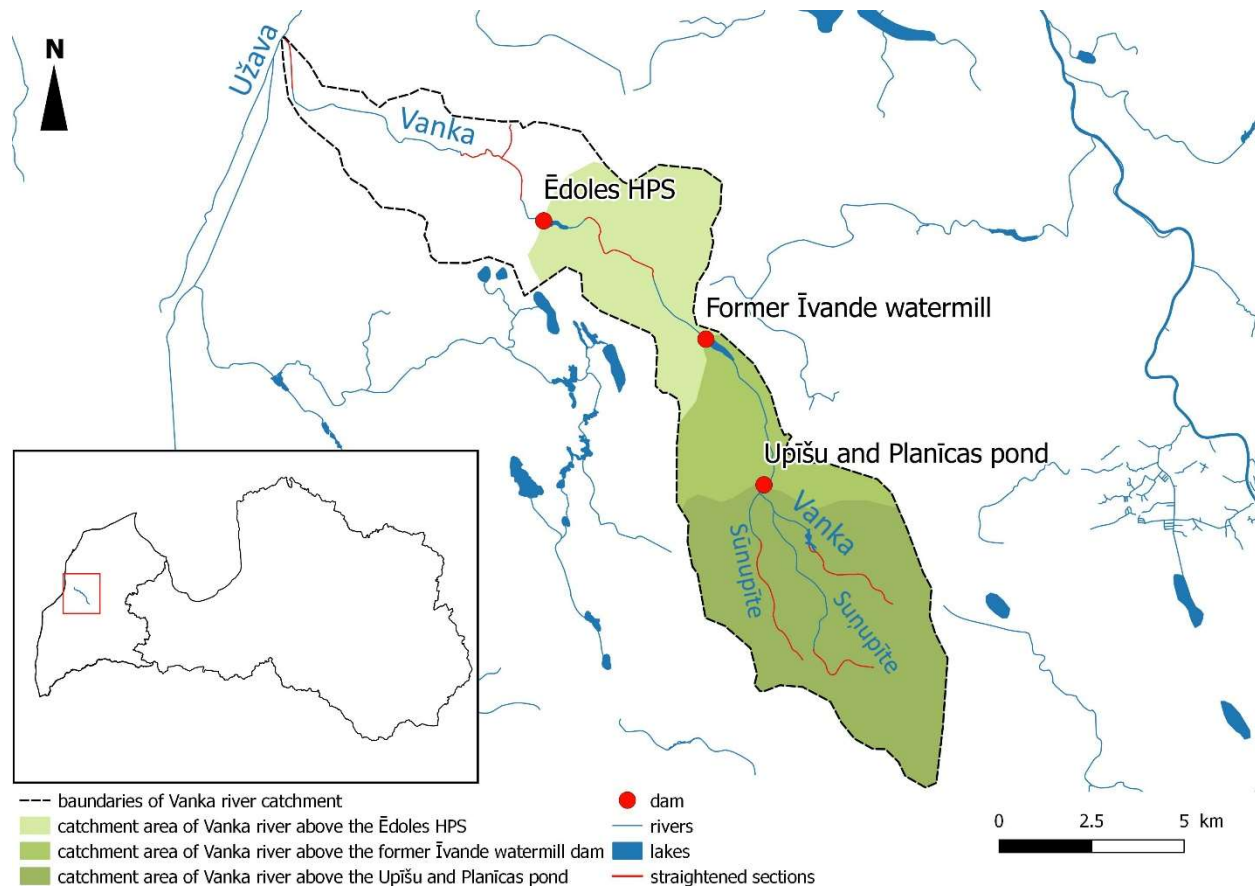 N
Užava
Vanka
Ēdoles HPS
Former Īvande watermill
Upīšu and Planīcas pond
Vanka
Sūnupīte
Suņupīte
baundaries of Vanka river catchment
catchment area of Vanka river above the Ēdoles HPS
catchment area of Vanka river above the former Īvande watermill dam
catchment area of Vanka river above the Upīšu and Planīcas pond
dam
rivers
lakes
straightened sections
0 2.5 5 km